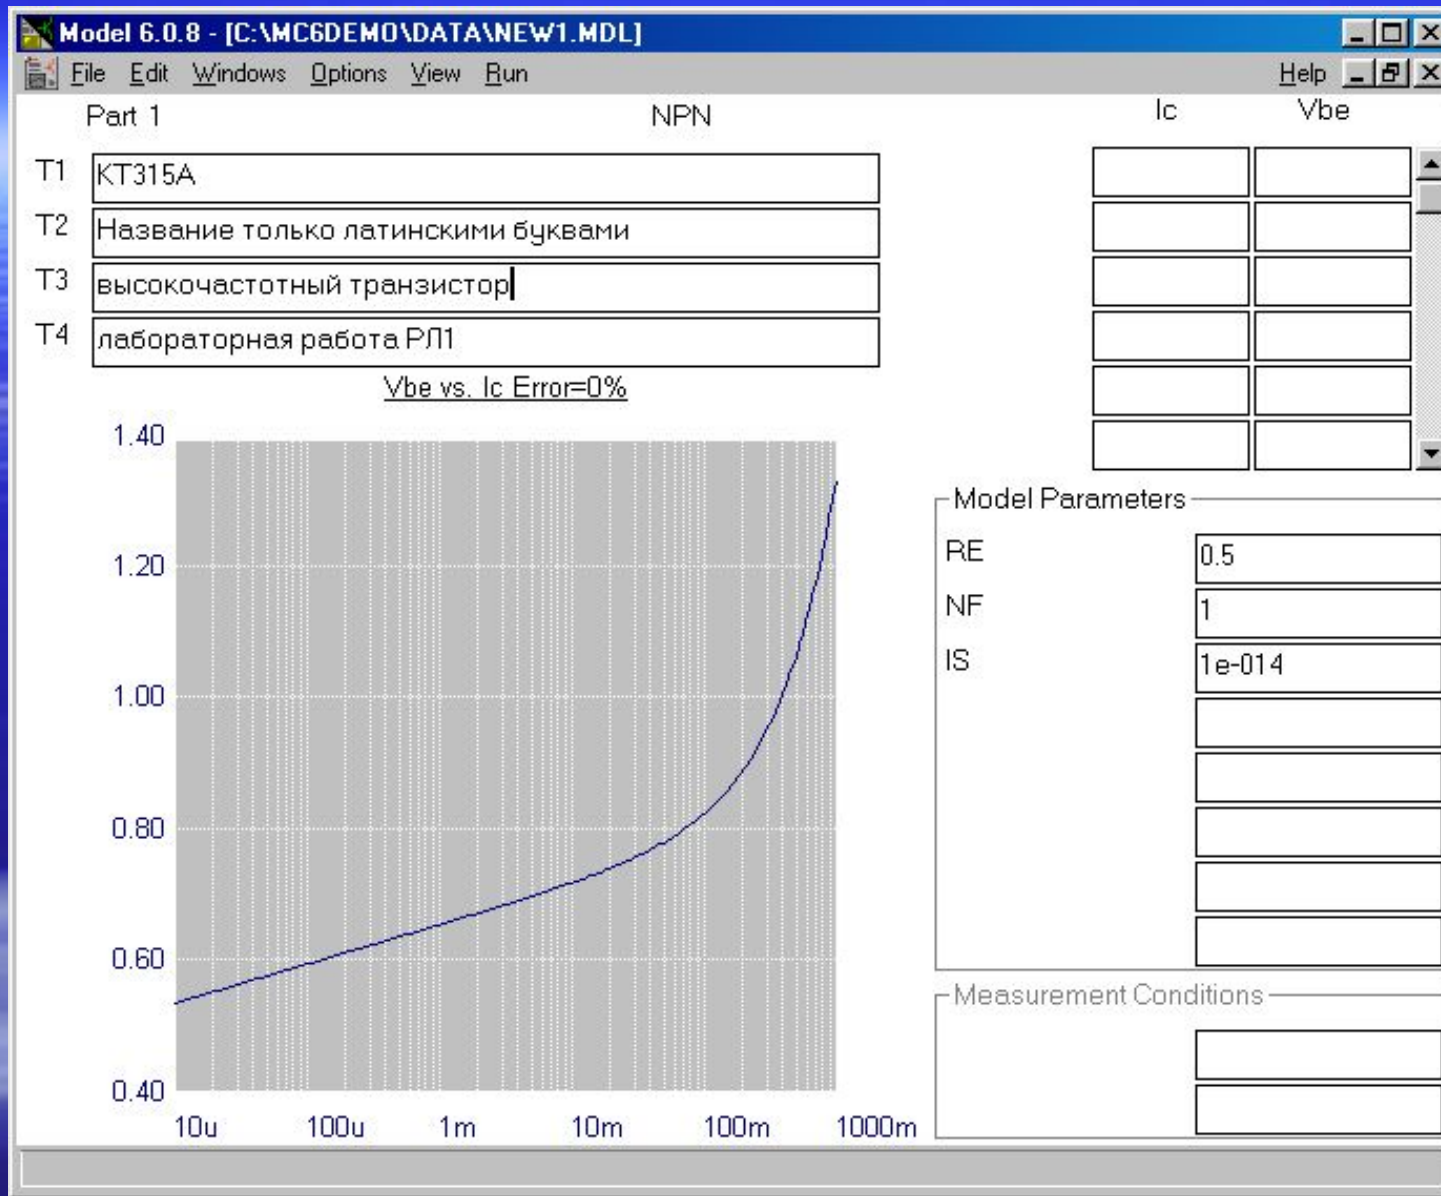 Model 6.0.8 - [C:\MC6DEMO\DATA\NEW1.MDL]
File Edit Windows Options View Run Help
Part 1 NPN Ic Vbe
T1 КТ315А
T2 Название только латинскими буквами
T3 высокочастотный транзистор
T4 лабораторная работа РЛ1
Vbe vs. Ic Error=0%
1.40
1.20
1.00
0.80
0.60
0.40
10u 100u 1m 10m 100m 1000m
Model Parameters
RE 0.5
NF 1
IS 1e-014
Measurement Conditions